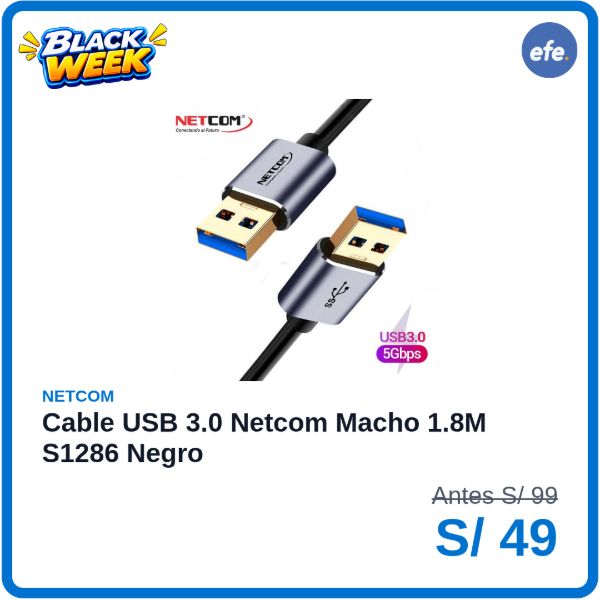 BLACK
WEEK
efe.
NETCOM®
Conectando al Futuro
NETCOM
SS
USB3.0
5Gbps
NETCOM
Cable USB 3.0 Netcom Macho 1.8M
S1286 Negro
Antes S/ 99
S/ 49